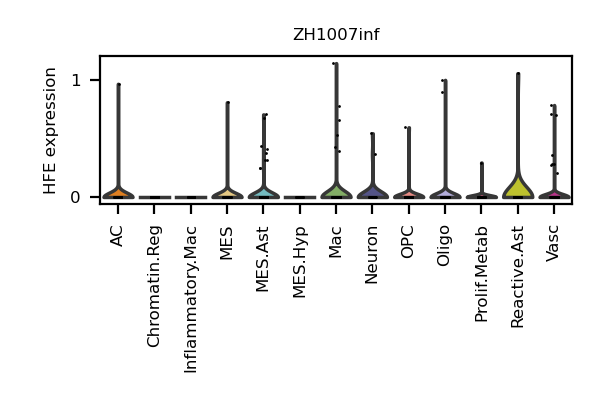 ZH1007inf
HFE expression
1
0
AC
Chromatin.Reg
Inflammatory.Mac
MES
MES.Ast
MES.Hyp
Mac
Neuron
OPC
Oligo
Prolif.Metab
Reactive.Ast
Vasc